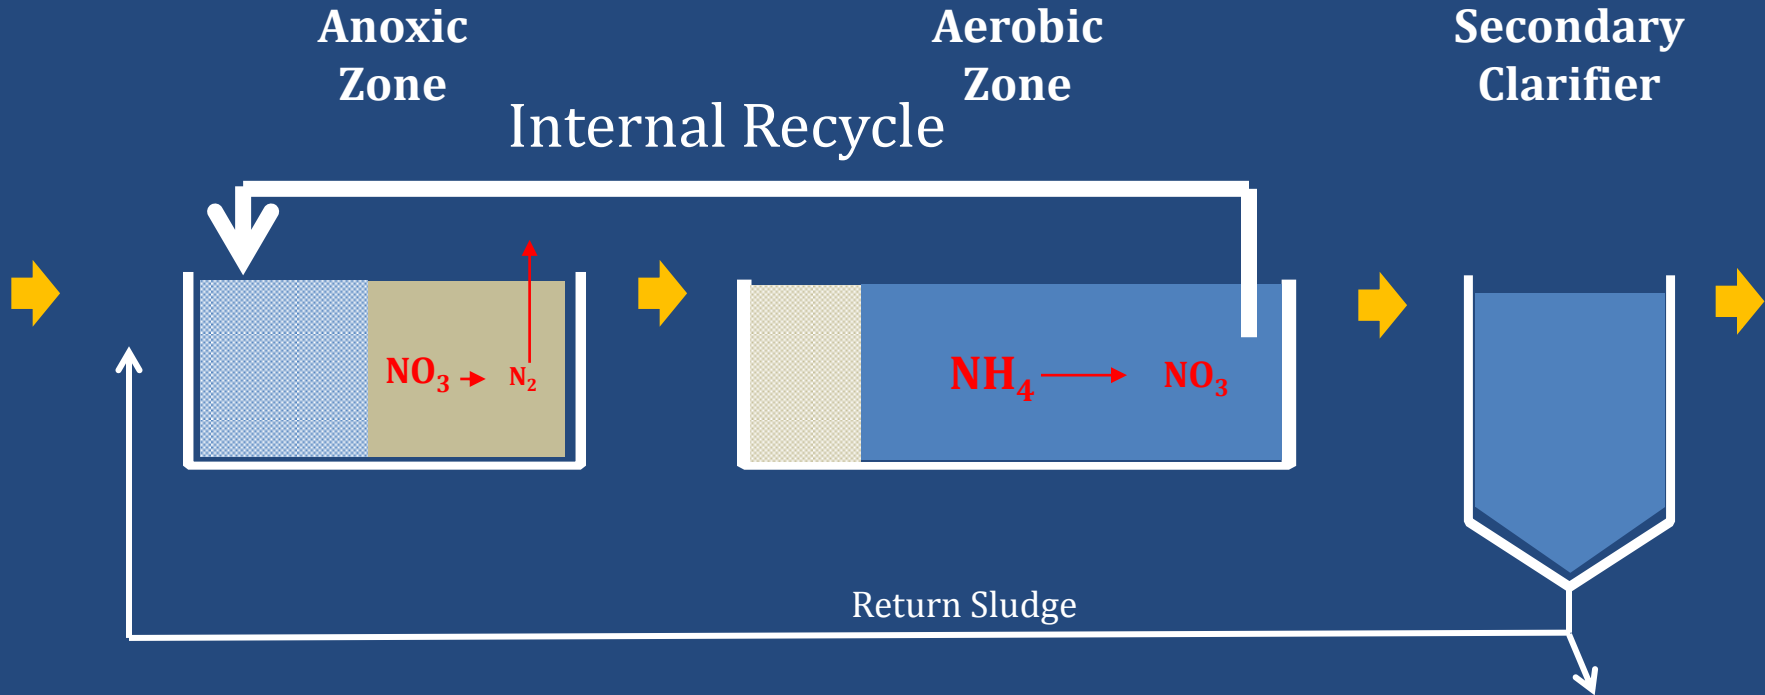 Anoxic
Zone
Aerobic
Zone
Secondary
Clarifier
Internal Recycle
NO₃ → N₂
NH₄ → NO₃
Return Sludge